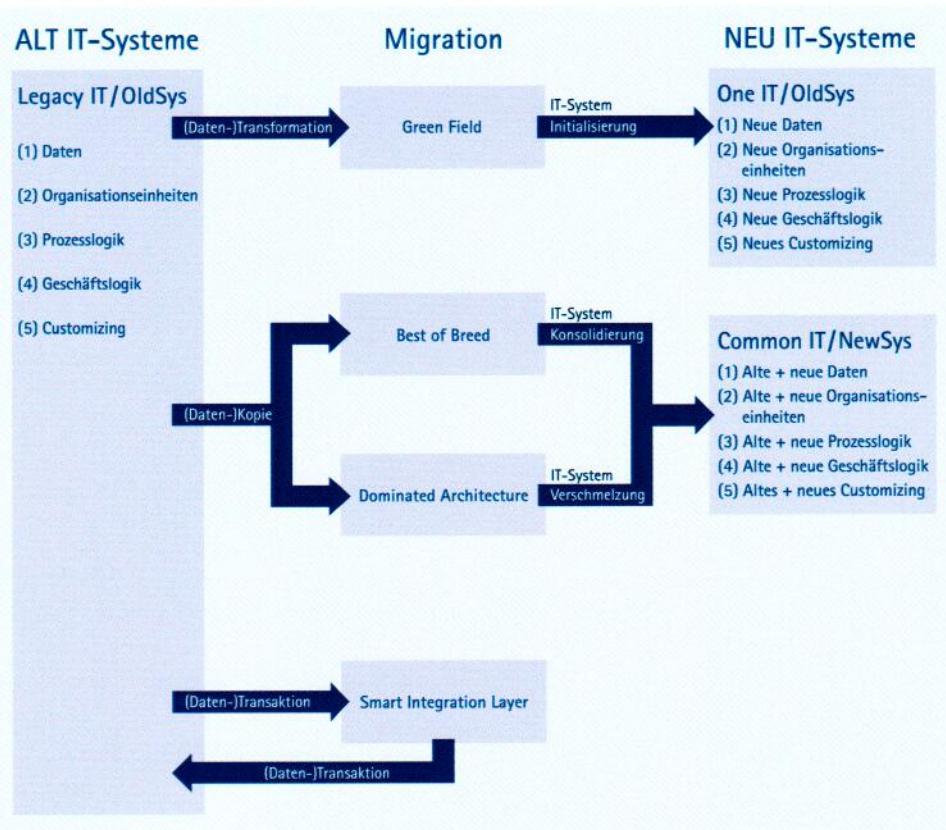 ALT IT-Systeme
Migration
NEU IT-Systeme
Legacy IT/OldSys
(1) Daten
(2) Organisationseinheiten
(3) Prozesslogik
(4) Geschäftslogik
(5) Customizing
(Daten-)Transformation
Green Field
IT-System
Initialisierung
One IT/OldSys
(1) Neue Daten
(2) Neue Organisations-
einheiten
(3) Neue Prozesslogik
(4) Neue Geschäftslogik
(5) Neues Customizing
(Daten-)Kopie
Best of Breed
IT-System
Konsolidierung
Dominated Architecture
IT-System
Verschmelzung
Common IT/NewSys
(1) Alte + neue Daten
(2) Alte + neue Organisations-
einheiten
(3) Alte + neue Prozesslogik
(4) Alte + neue Geschäftslogik
(5) Altes + neues Customizing
(Daten-)Transaktion
Smart Integration Layer
(Daten-)Transaktion